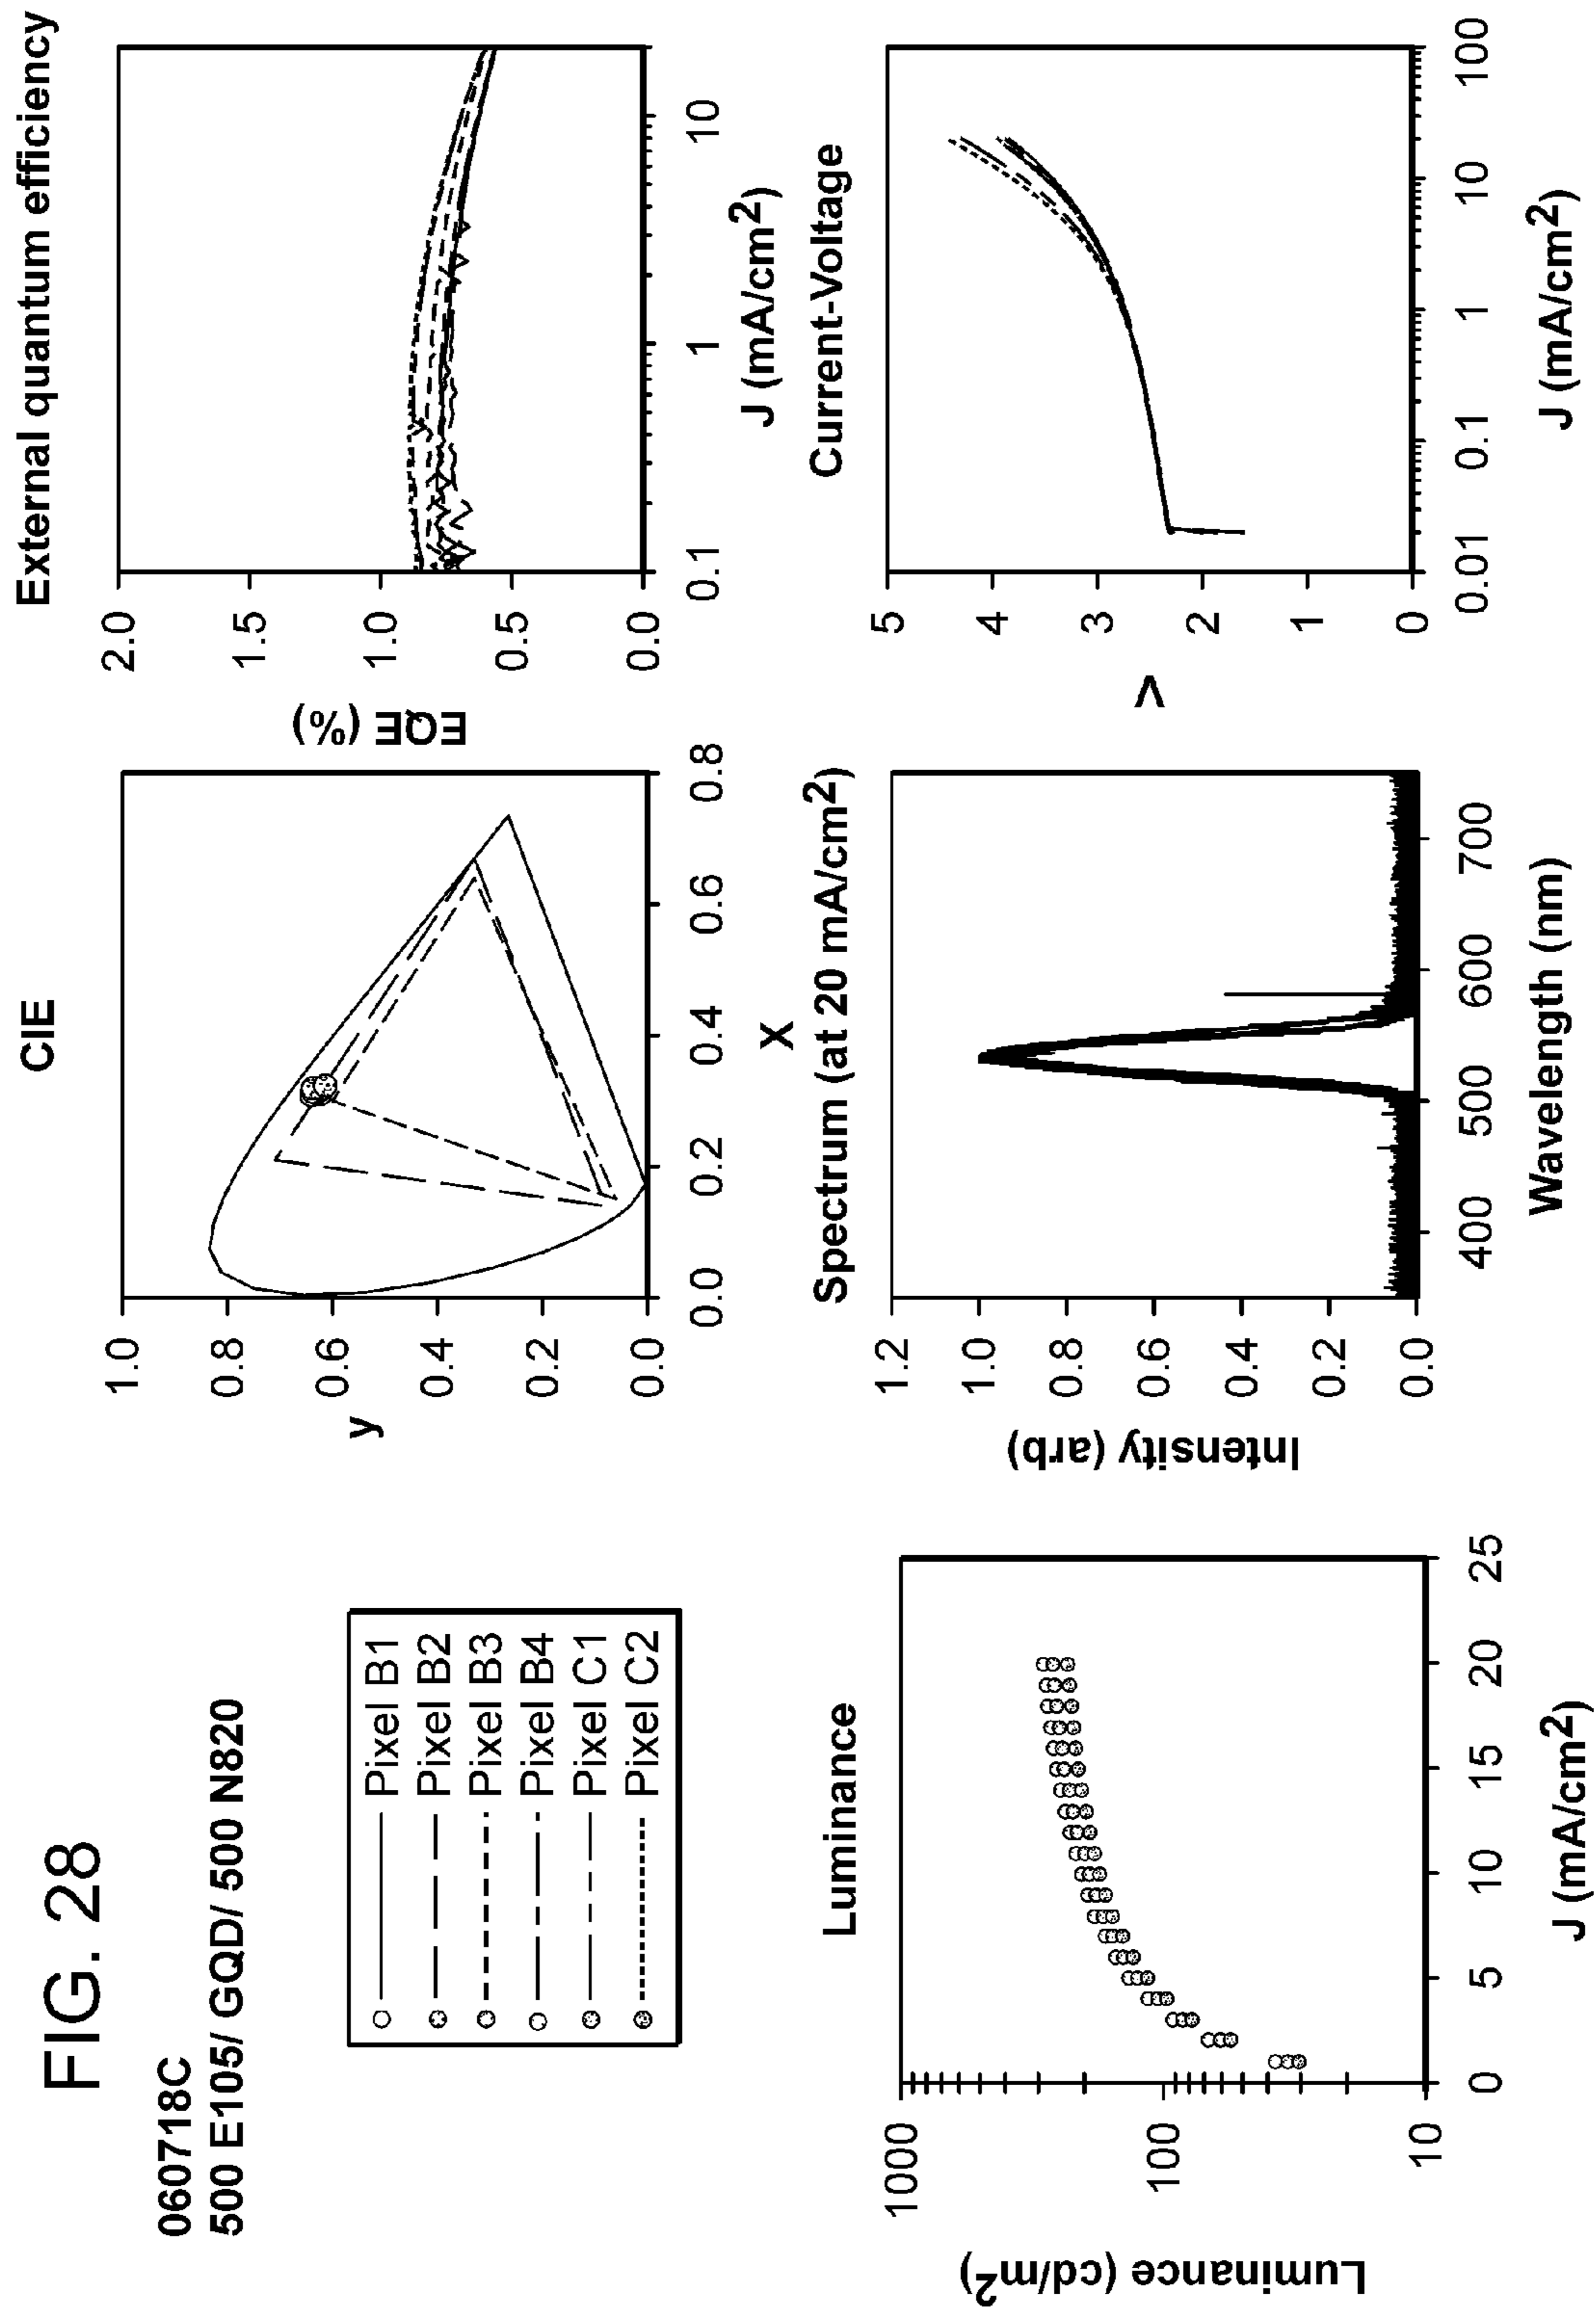 FIG. 28
060718C
500 E105/ GQD/ 500 N820
Pixel B1
Pixel B2
Pixel B3
Pixel B4
Pixel C1
Pixel C2
CIE
1.0
0.8
0.6
0.4
0.2
0.0
y
0.0
0.2
0.4
0.6
0.8
X
External quantum efficiency
2.0
1.5
1.0
0.5
0.0
EQE (%)
0.1
1
10
J (mA/cm2)
Luminance
1000
100
10
Luminance (cd/m2)
0
5
10
15
20
25
J (mA/cm2)
Spectrum (at 20 mA/cm2)
1.2
1.0
0.8
0.6
0.4
0.2
0.0
Intensity (arb)
400
500
600
700
Wavelength (nm)
Current-Voltage
5
4
3
2
1
0
V
0.01
0.1
1
10
100
J (mA/cm2)